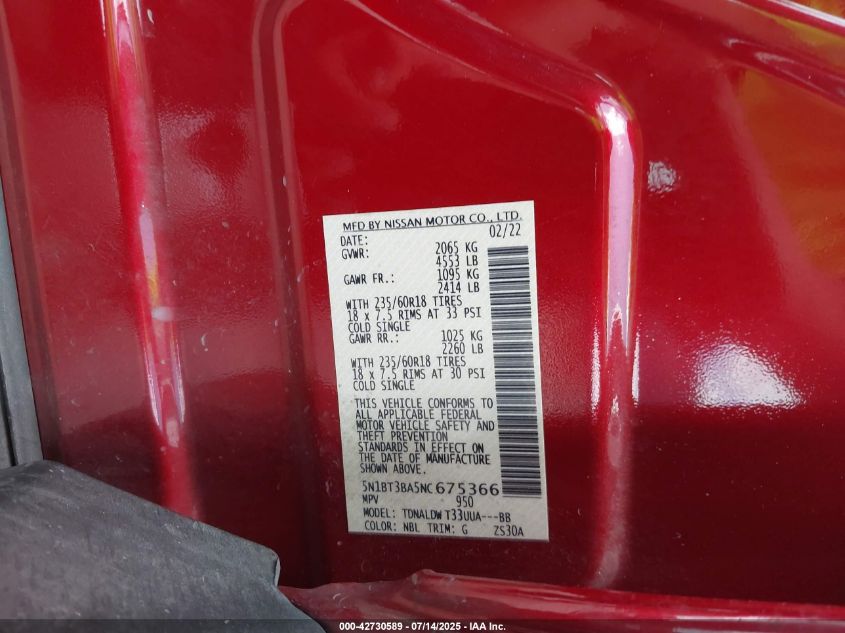 MFD BY NISSAN MOTOR CO., LTD.
DATE: 02/22
GVWR: 2065 KG
4553 LB
GAWR FR.: 1095 KG
2414 LB
WITH 235/60R18 TIRES
18 x 7.5 RIMS AT 33 PSI
COLD SINGLE
GAWR RR.: 1025 KG
2260 LB
WITH 235/60R18 TIRES
18 x 7.5 RIMS AT 30 PSI
COLD SINGLE
THIS VEHICLE CONFORMS TO
ALL APPLICABLE FEDERAL
MOTOR VEHICLE SAFETY AND
THEFT PREVENTION
STANDARDS IN EFFECT ON
THE DATE OF MANUFACTURE
SHOWN ABOVE.
5N1BT3BA5NC675366
MPV 950
MODEL: TDNALDW T33UUA---BB
COLOR: NBL TRIM: G ZS30A
000-42730589 - 07/14/2025 - IAA Inc.